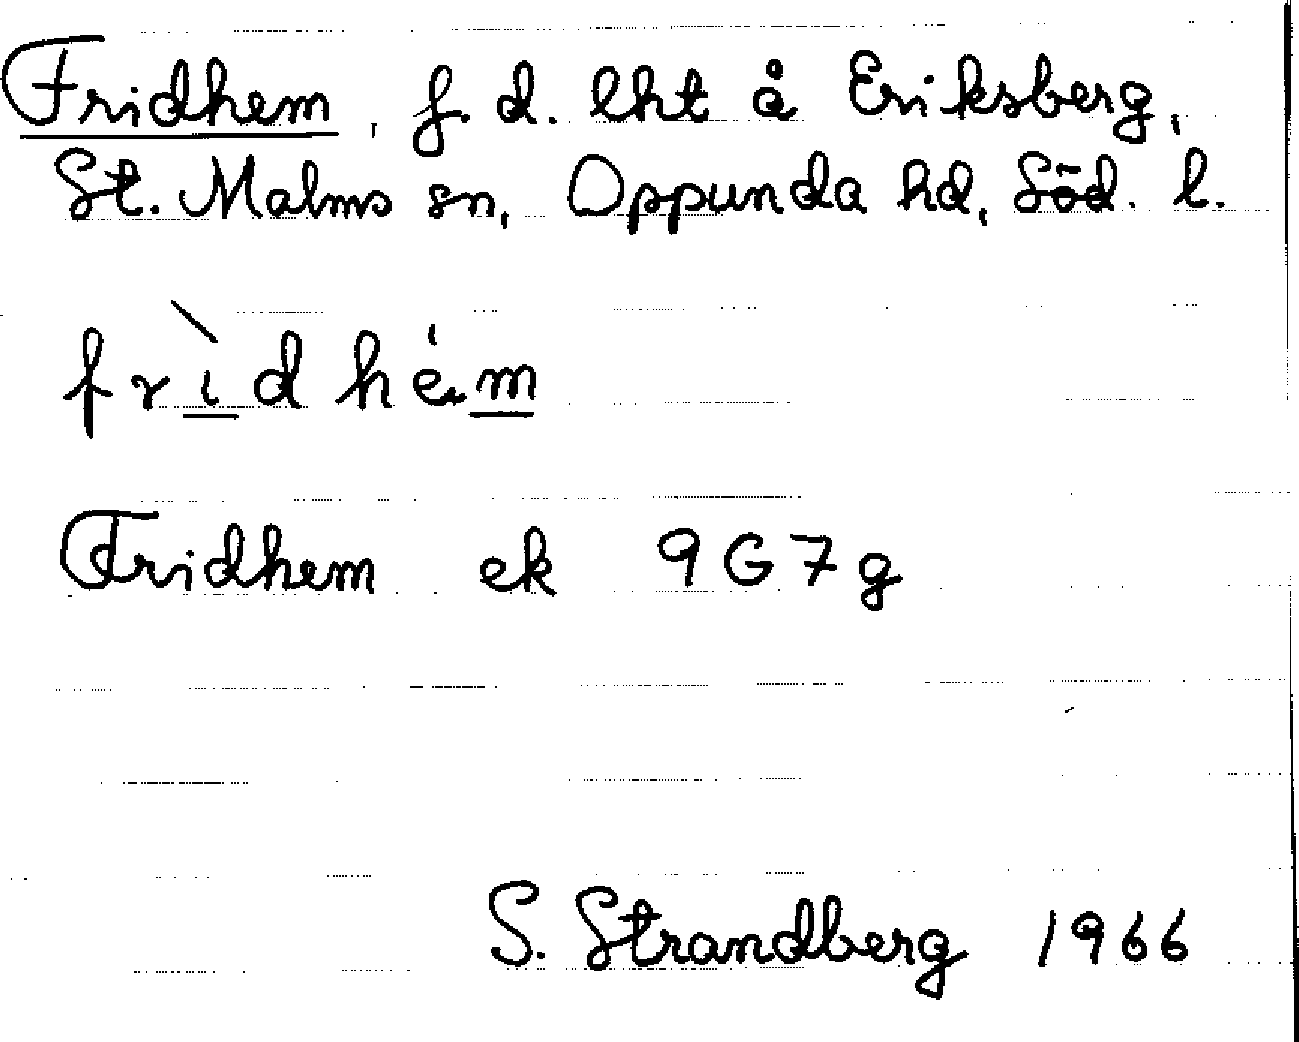 Fridhem, f. d. lht å Eriksberg,
St. Malms sn, Oppunda hd, Söd. l.
frìdhém
Fridhem ek 9G7g
S. Strandberg 1966